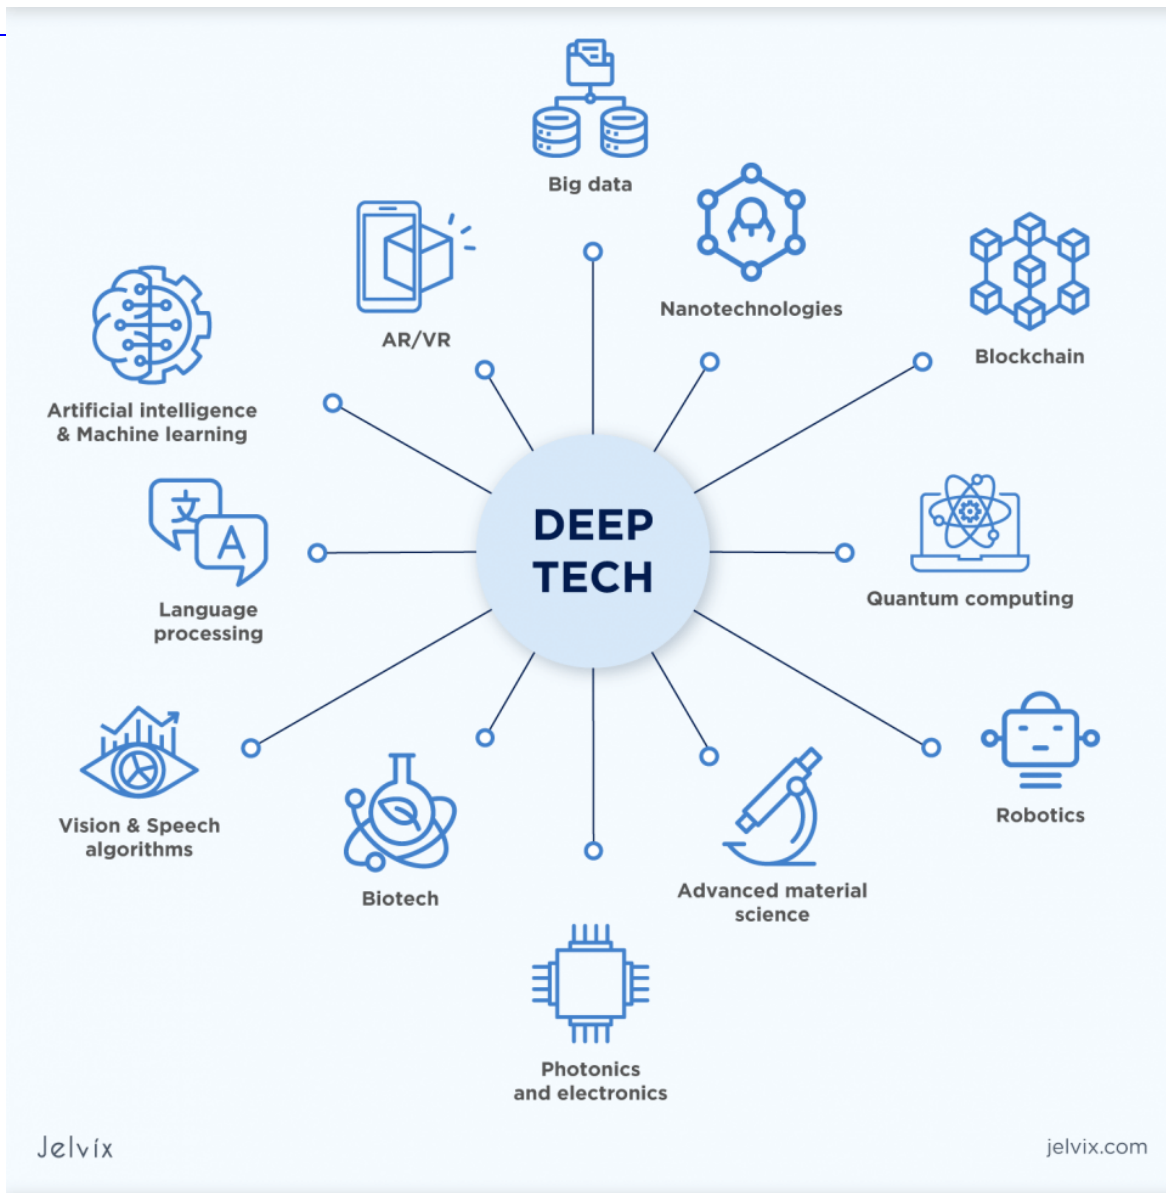 Big data
Nanotechnologies
Blockchain
AR/VR
Artificial intelligence
& Machine learning
文
A
Language
processing
DEEP
TECH
Quantum computing
Vision & Speech
algorithms
Biotech
Advanced material
science
Robotics
Photonics
and electronics
Jelvix
jelvix.com